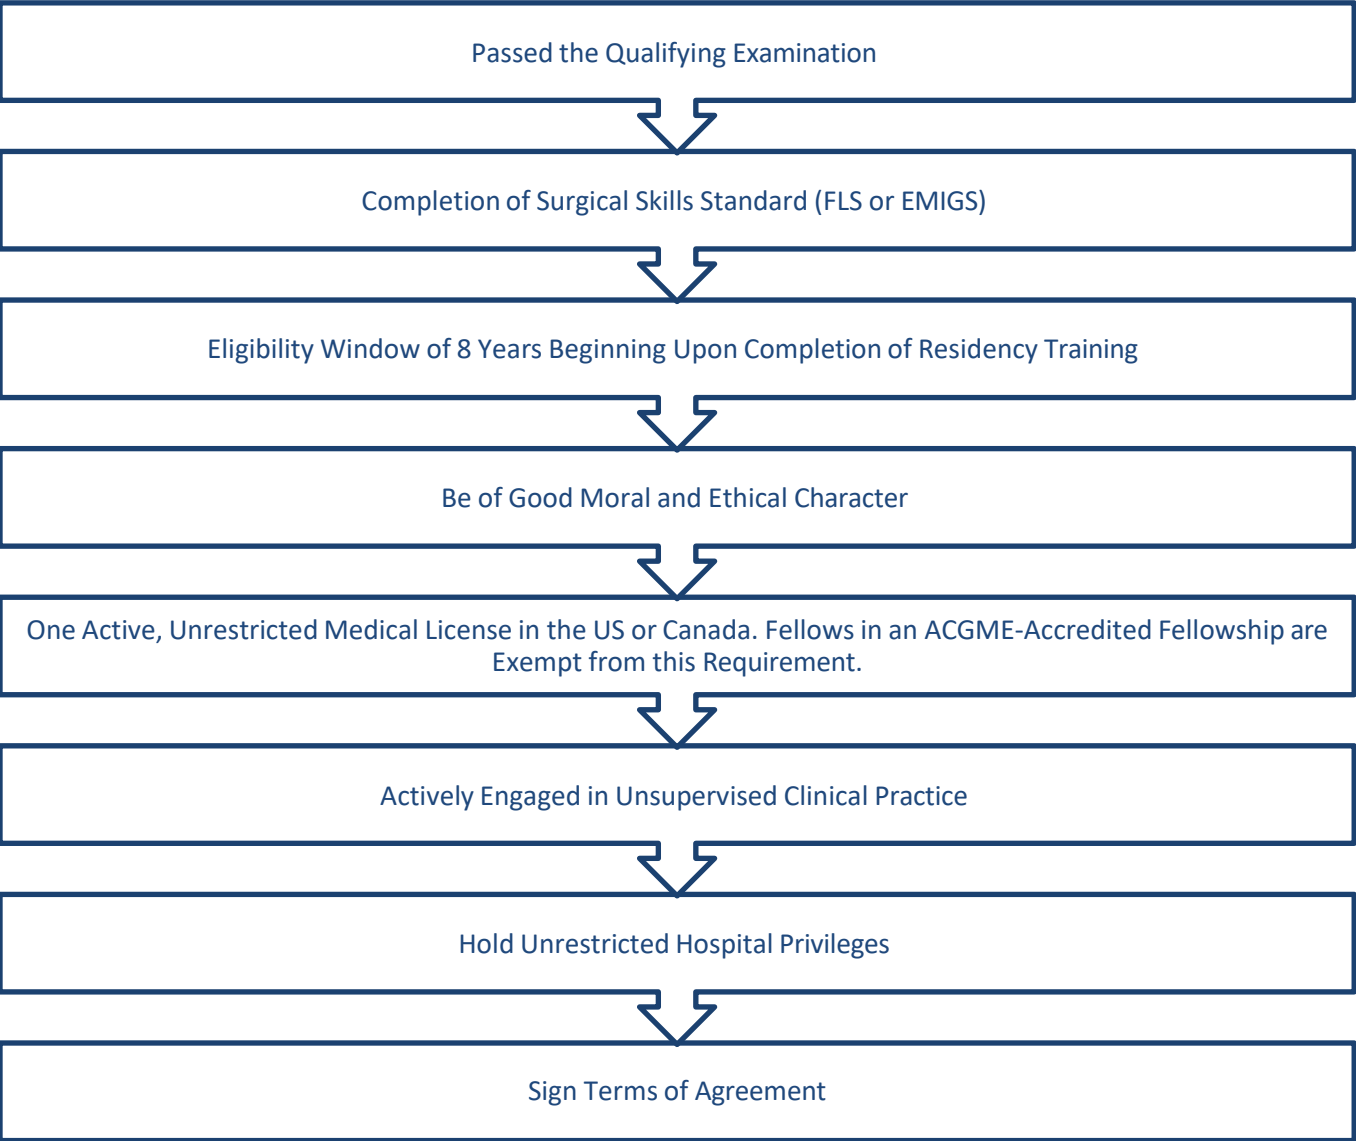 Passed the Qualifying Examination
Completion of Surgical Skills Standard (FLS or EMIGS)
Eligibility Window of 8 Years Beginning Upon Completion of Residency Training
Be of Good Moral and Ethical Character
One Active, Unrestricted Medical License in the US or Canada. Fellows in an ACGME-Accredited Fellowship are
Exempt from this Requirement.
Actively Engaged in Unsupervised Clinical Practice
Hold Unrestricted Hospital Privileges
Sign Terms of Agreement